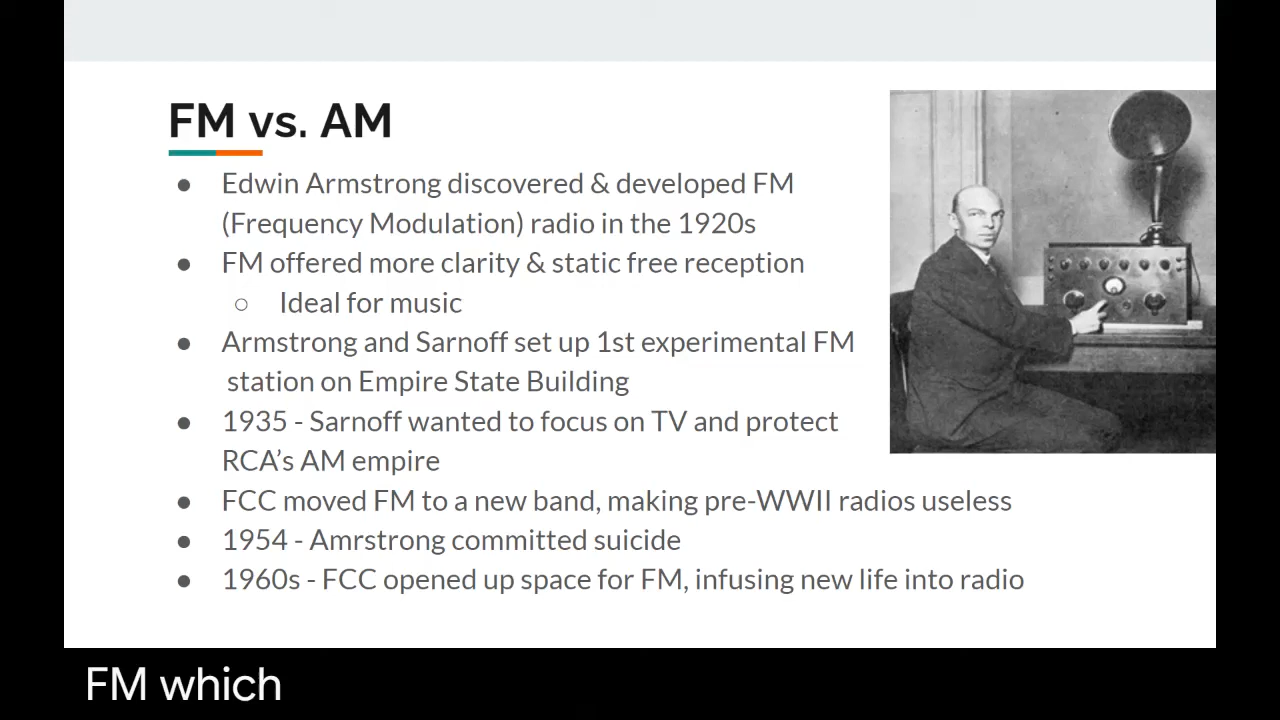 FM vs. AM
● Edwin Armstrong discovered & developed FM
(Frequency Modulation) radio in the 1920s
● FM offered more clarity & static free reception
○ Ideal for music
● Armstrong and Sarnoff set up 1st experimental FM
station on Empire State Building
● 1935 - Sarnoff wanted to focus on TV and protect
RCA's AM empire
● FCC moved FM to a new band, making pre-WWII radios useless
● 1954 - Amrstrong committed suicide
● 1960s - FCC opened up space for FM, infusing new life into radio
FM which